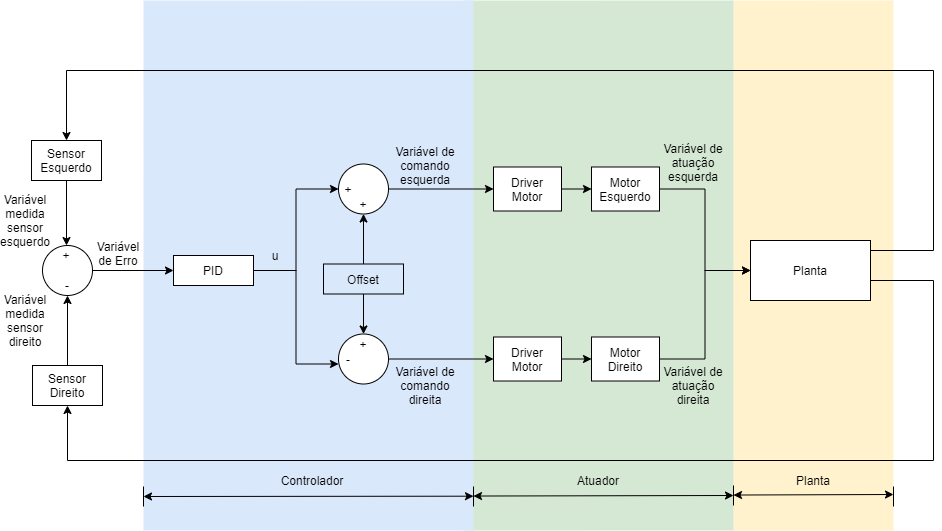 Sensor
Esquerdo
Variável
medida
sensor
esquerdo
+
-
Variável
de Erro
Variável
medida
sensor
direito
Sensor
Direito
PID
u
+
+
Offset
+
-
Variável de
comando
esquerda
Variável de
comando
direita
Driver
Motor
Motor
Esquerdo
Variável de
atuação
esquerda
Driver
Motor
Motor
Direito
Variável de
atuação
direita
Planta
Controlador
Atuador
Planta